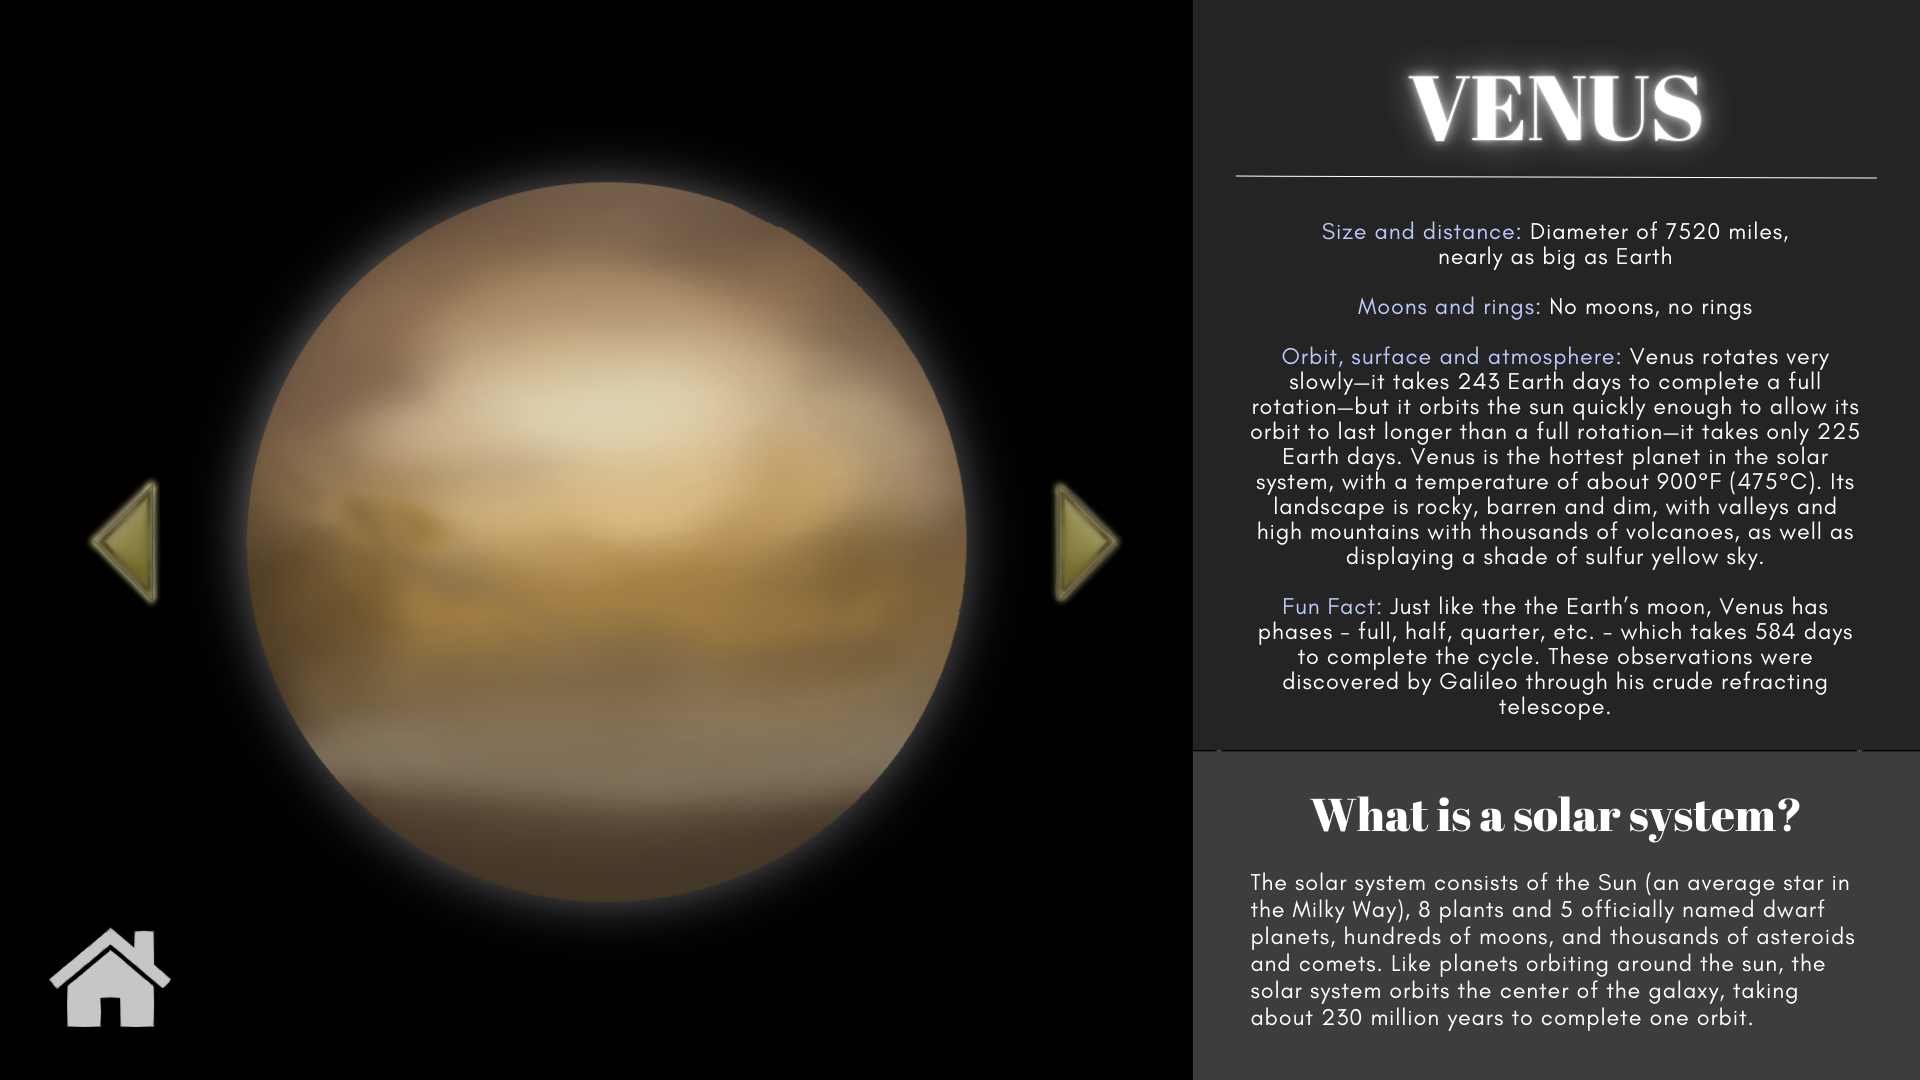 VENUS
Size and distance: Diameter of 7520 miles,
nearly as big as Earth
Moons and rings: No moons, no rings
Orbit, surface and atmosphere: Venus rotates very
slowly—it takes 243 Earth days to complete a full
rotation—but it orbits the sun quickly enough to allow its
orbit to last longer than a full rotation—it takes only 225
Earth days. Venus is the hottest planet in the solar
system, with a temperature of about 900°F (475°C). Its
landscape is rocky, barren and dim, with valleys and
high mountains with thousands of volcanoes, as well as
displaying a shade of sulfur yellow sky.
Fun Fact: Just like the the Earth’s moon, Venus has
phases - full, half, quarter, etc. - which takes 584 days
to complete the cycle. These observations were
discovered by Galileo through his crude refracting
telescope.
What is a solar system?
The solar system consists of the Sun (an average star in
the Milky Way), 8 plants and 5 officially named dwarf
planets, hundreds of moons, and thousands of asteroids
and comets. Like planets orbiting around the sun, the
solar system orbits the center of the galaxy, taking
about 230 million years to complete one orbit.